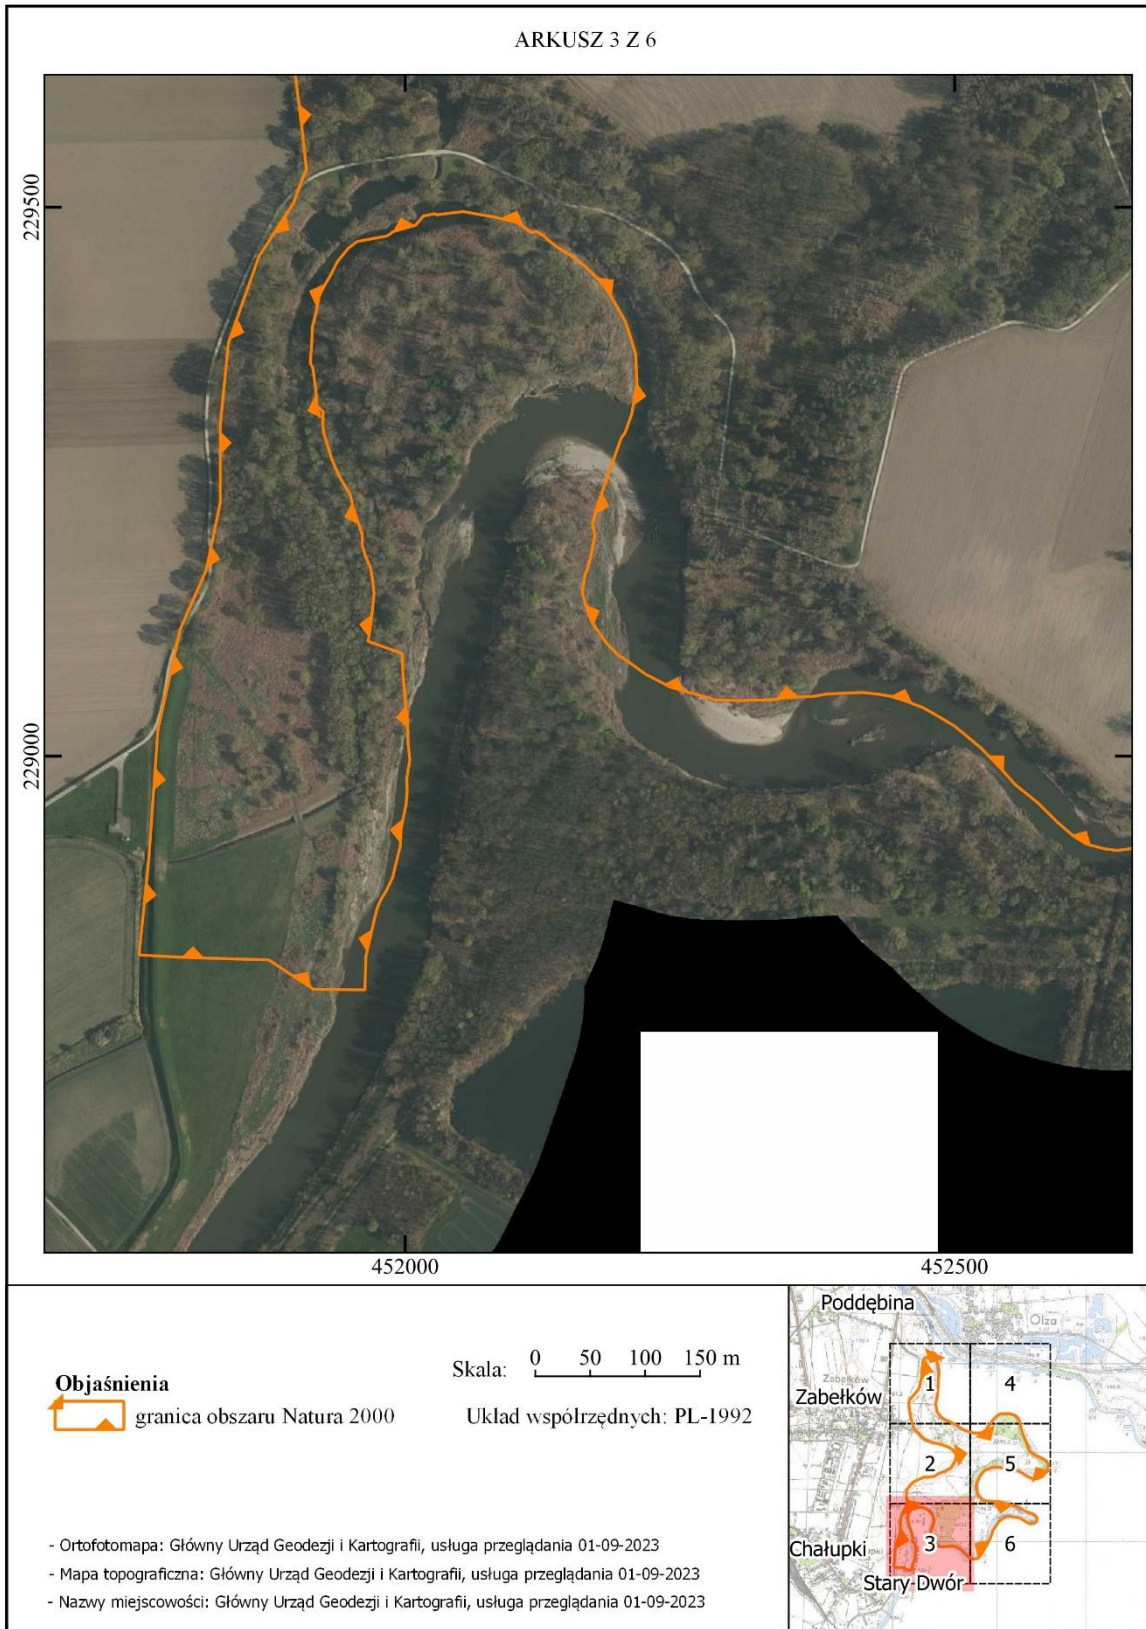 ARKUSZ 3 Z 6
229500
229000
452000
452500
Objaśnienia
granica obszaru Natura 2000
Skala: 0 50 100 150 m
Układ współrzędnych: PL-1992
- Ortofotomapa: Główny Urząd Geodezji i Kartografii, usługa przeglądania 01-09-2023
- Mapa topograficzna: Główny Urząd Geodezji i Kartografii, usługa przeglądania 01-09-2023
- Nazwy miejscowości: Główny Urząd Geodezji i Kartografii, usługa przeglądania 01-09-2023
Poddębina
Olza
Zabełków
Zabełków
1
4
2
5
3
6
Chałupki
Stary Dwór